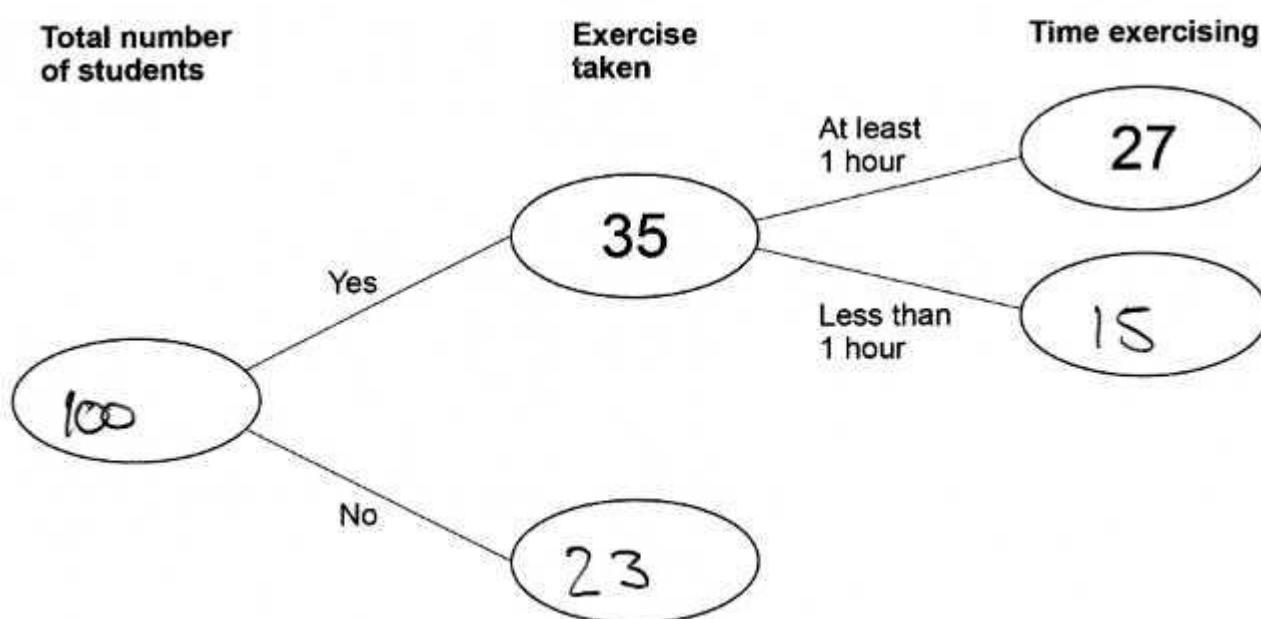 Total number
of students
Exercise
taken
Time exercising
At least
1 hour
27
35
Yes
Less than
1 hour
15
100
No
23